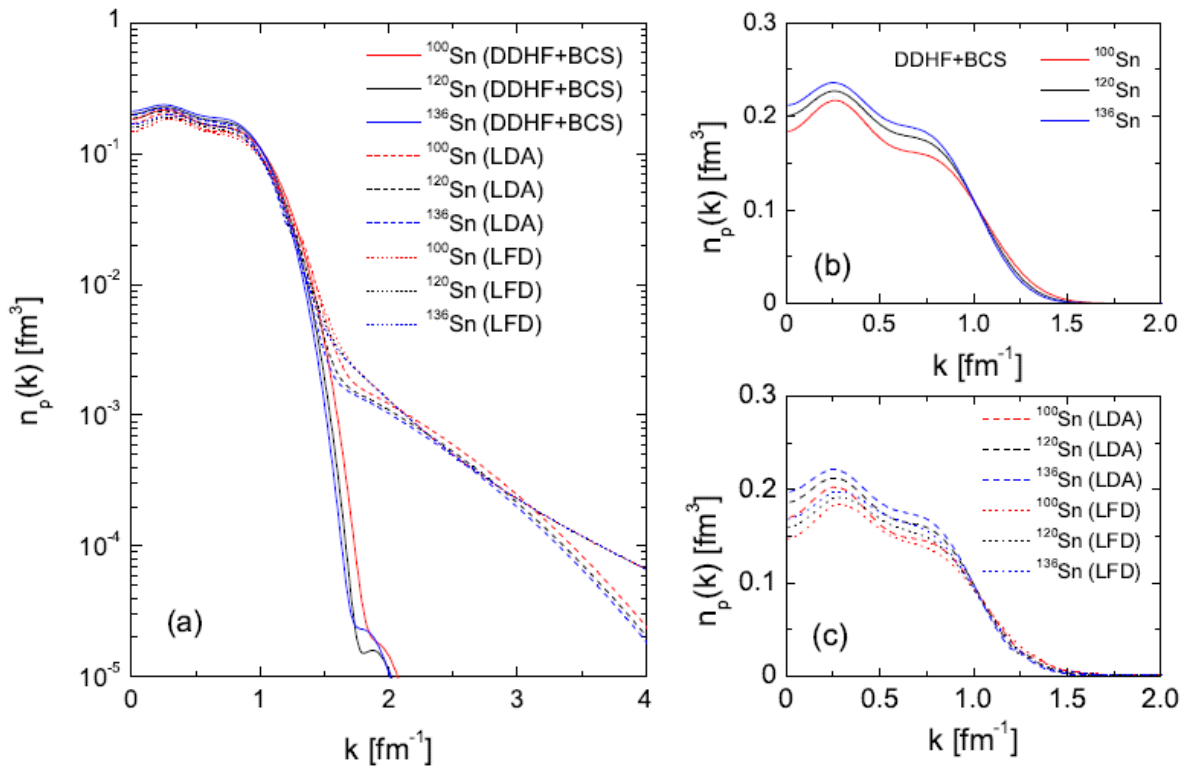 1
10⁻¹
10⁻²
10⁻³
10⁻⁴
10⁻⁵
nₚ(k) [fm³]
¹⁰⁰Sn (DDHF+BCS)
¹²⁰Sn (DDHF+BCS)
¹³⁶Sn (DDHF+BCS)
¹⁰⁰Sn (LDA)
¹²⁰Sn (LDA)
¹³⁶Sn (LDA)
¹⁰⁰Sn (LFD)
¹²⁰Sn (LFD)
¹³⁶Sn (LFD)
(a)
0 1 2 3 4
k [fm⁻¹]
0.3
0.2
0.1
0
nₚ(k) [fm³]
DDHF+BCS
¹⁰⁰Sn
¹²⁰Sn
¹³⁶Sn
(b)
0 0.5 1.0 1.5 2.0
k [fm⁻¹]
0.3
0.2
0.1
0
nₚ(k) [fm³]
¹⁰⁰Sn (LDA)
¹²⁰Sn (LDA)
¹³⁶Sn (LDA)
¹⁰⁰Sn (LFD)
¹²⁰Sn (LFD)
¹³⁶Sn (LFD)
(c)
0 0.5 1.0 1.5 2.0
k [fm⁻¹]